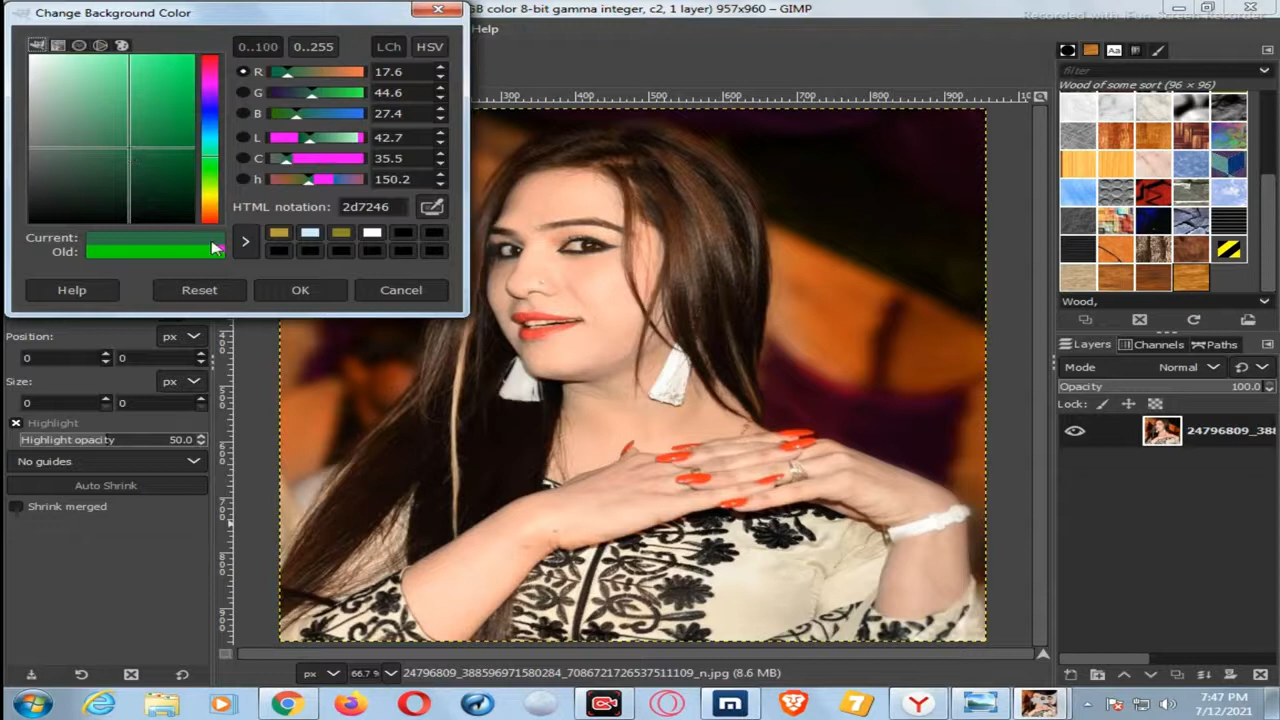 Change Background Color
GB color 8-bit gamma integer, c2, 1 layer) 957x960 – GIMP
Recorded with iFun Screen Recorder
Help
0..100
0..255
LCh
HSV
R
17.6
G
44.6
B
27.4
L
42.7
C
35.5
h
150.2
HTML notation:
2d7246
Current:
Old:
Help
Reset
OK
Cancel
Position:
px
0
0
Size:
px
0
0
Highlight
Highlight opacity
50.0
No guides
Auto Shrink
Shrink merged
300
400
500
600
700
800
900
filter
Wood of some sort (96 × 96)
Wood,
Layers
Channels
Paths
Mode
Normal
Opacity
100.0
Lock:
24796809_388
px
66.7 %
24796809_388596971580284_7086721726537511109_n.jpg (8.6 MB)
7:47 PM
7/12/2021